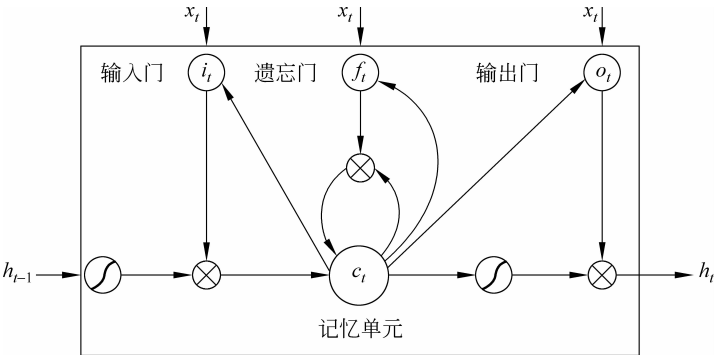 x_t x_t x_t
输入门 i_t 遗忘门 f_t 输出门 o_t
h_{t-1} c_t h_t
记忆单元